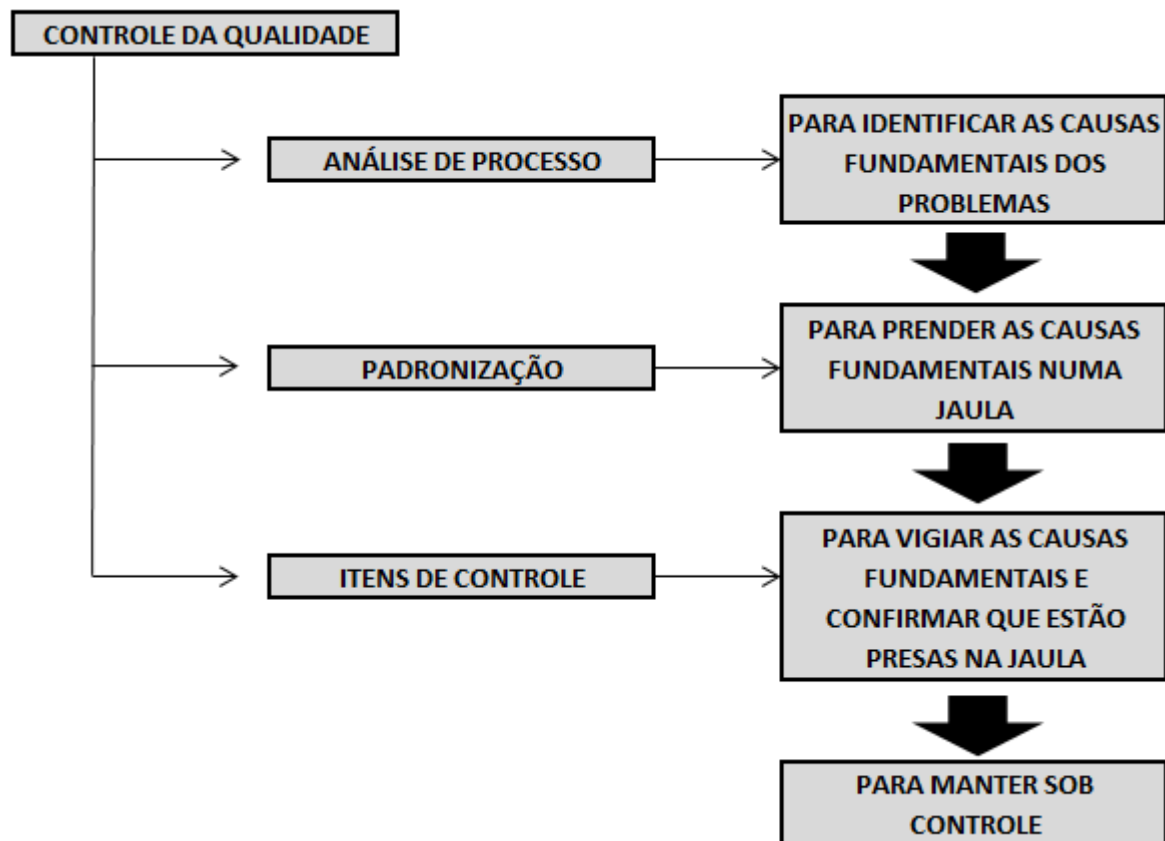 CONTROLE DA QUALIDADE
ANÁLISE DE PROCESSO
PARA IDENTIFICAR AS CAUSAS
FUNDAMENTAIS DOS
PROBLEMAS
PADRONIZAÇÃO
PARA PRENDER AS CAUSAS
FUNDAMENTAIS NUMA
JAULA
ITENS DE CONTROLE
PARA VIGIAR AS CAUSAS
FUNDAMENTAIS E
CONFIRMAR QUE ESTÃO
PRESAS NA JAULA
PARA MANTER SOB
CONTROLE